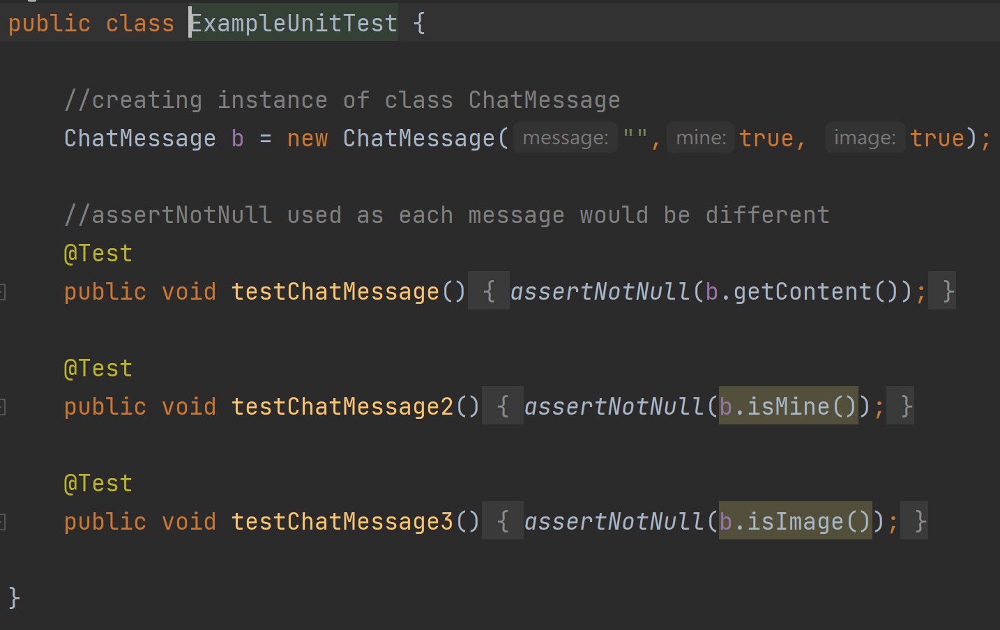 public class ExampleUnitTest {
//creating instance of class ChatMessage
ChatMessage b = new ChatMessage( message: "", mine: true, image: true);
//assertNotNull used as each message would be different
@Test
public void testChatMessage() { assertNotNull(b.getContent()); }
@Test
public void testChatMessage2() { assertNotNull(b.isMine()); }
@Test
public void testChatMessage3() { assertNotNull(b.isImage()); }
}